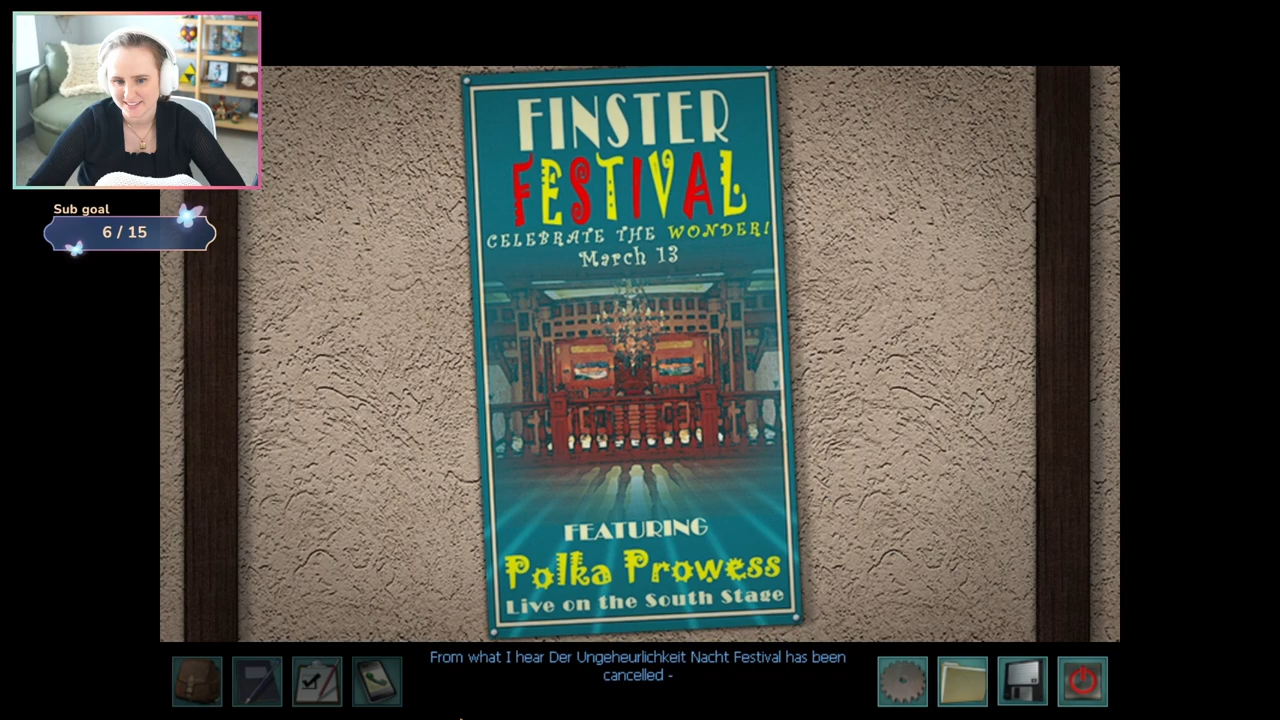 FINSTER
FESTIVAL
CELEBRATE THE WONDER!
March 13
FEATURING
Polka Prowess
Live on the South Stage
Sub goal
6 / 15
From what I hear Der Ungeheurlichkeit Nacht Festival has been
cancelled -